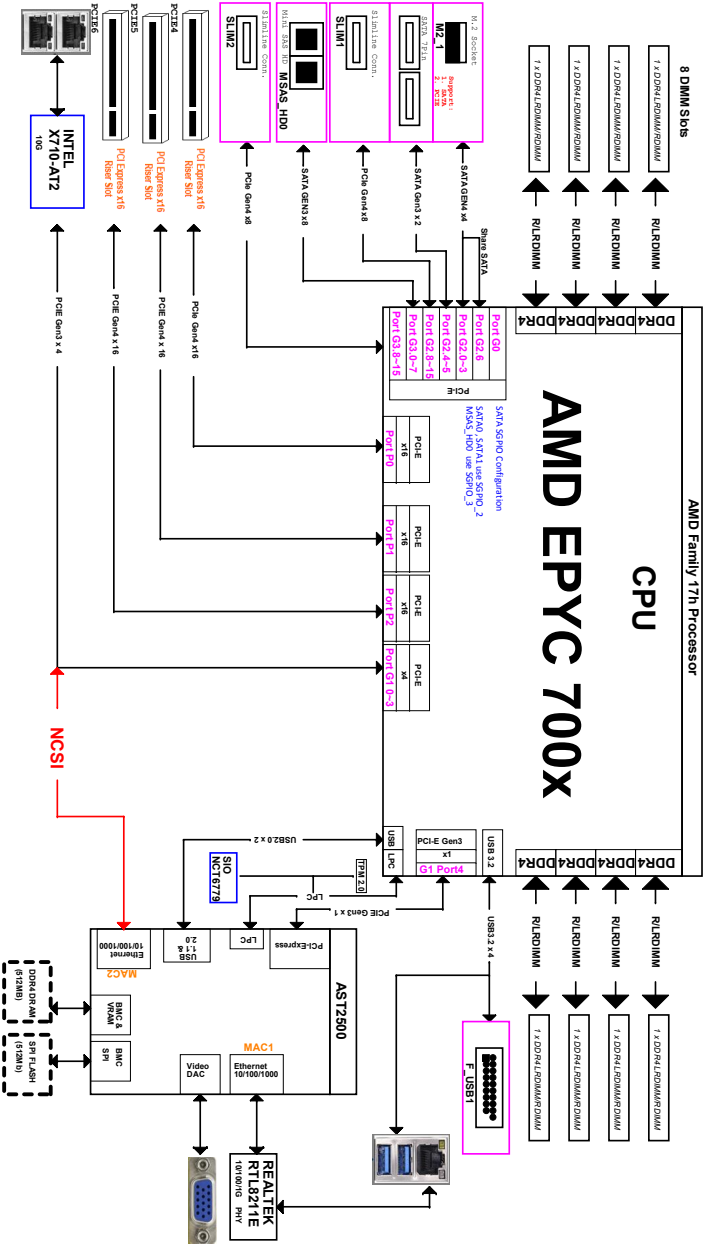 8 DIMM Slots
1 x DDR4 LRDIMM/RDIMM
1 x DDR4 LRDIMM/RDIMM
1 x DDR4 LRDIMM/RDIMM
1 x DDR4 LRDIMM/RDIMM
R/LRDIMM
R/LRDIMM
R/LRDIMM
R/LRDIMM
DDR4
DDR4
DDR4
DDR4
AMD Family 17h Processor
CPU
AMD EPYC 700x
DDR4
DDR4
DDR4
DDR4
R/LRDIMM
R/LRDIMM
R/LRDIMM
R/LRDIMM
1 x DDR4 LRDIMM/RDIMM
1 x DDR4 LRDIMM/RDIMM
1 x DDR4 LRDIMM/RDIMM
1 x DDR4 LRDIMM/RDIMM
M.2 Socket
M2_1
Support :
1. SATA
2. PCIE
SATA 7Pin
Slimline Conn.
SLIM1
Mini SAS HD
MSAS_HD0
Slimline Conn.
SLIM2
SATA GEN4 x4
Share SATA
SATA Gen3 x 2
PCIe Gen4 x8
SATA GEN3 x8
PCIe Gen4 x8
Port G0
Port G2.6
Port G2.0~3
Port G2.4~5
Port G2.8~15
Port G3.0~7
Port G3.8~15
PCI-E
SATA SGPIO Configuration
SATA0 , SATA1 use SGPIO_2
MSAS_HD0 use SGPIO_3
PCIE4
PCI Express x16
Riser Slot
PCI Express x16
Riser Slot
PCIE5
PCI Express x16
Riser Slot
PCIE6
INTEL
X710-AT2
10G
PCIe Gen4 x16
PCIE Gen4 x 16
PCIE Gen4 x 16
PCIE Gen3 x 4
PCI-E
x16
Port P0
PCI-E
x16
Port P1
PCI-E
x16
Port P2
PCI-E
x4
Port G1 0~3
NCSI
USB 3.2
PCI-E Gen3
x1
G1 Port4
USB
LPC
USB3.2 x 4
F_USB1
USB2.0 x 2
SIO
NCT6779
TPM 2.0
LPC
PCIE Gen3 x 1
AST2500
PCI-Express
LPC
USB
1.1 &
2.0
Ethernet
10/100/1000
MAC2
MAC1
Ethernet
10/100/1000
Video
DAC
BMC &
VRAM
BMC
SPI
DDR4 DRAM
(512MB)
SPI FLASH
(512Mb)
REALTEK
RTL8211E
10/100/1G PHY